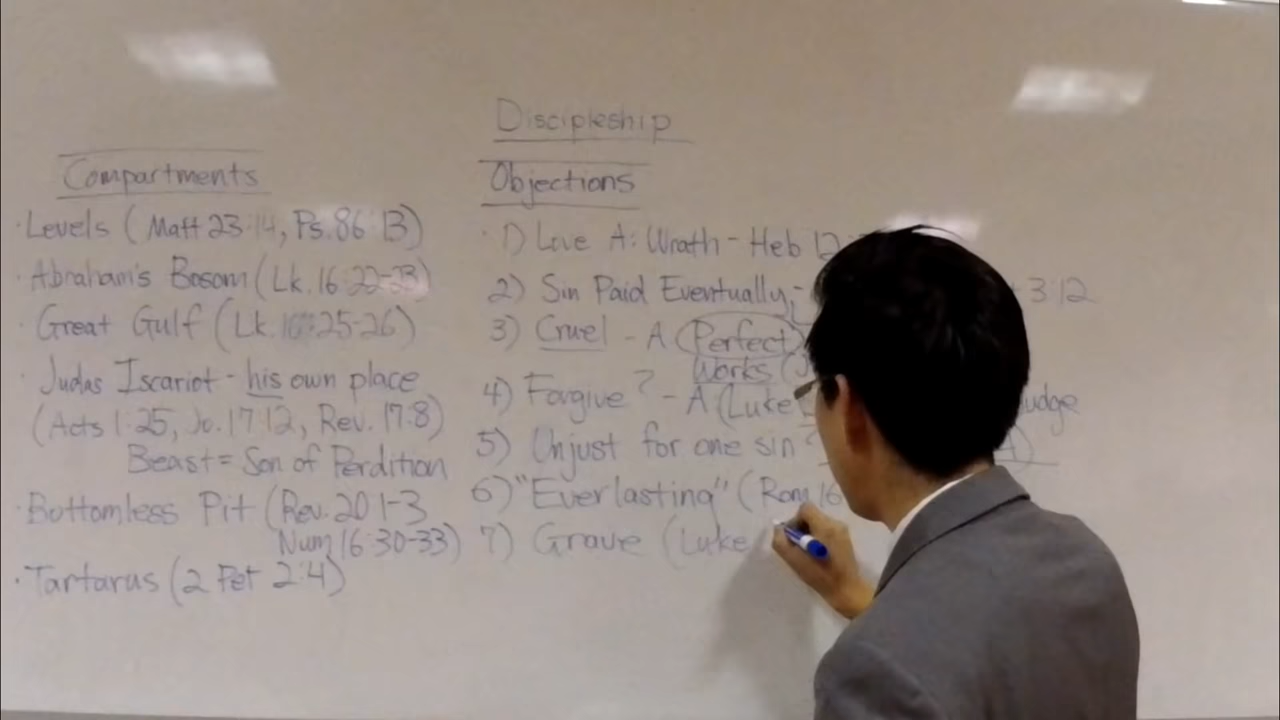 Discipleship
Compartments
· Levels (Matt 23:14, Ps. 86:13)
· Abraham's Bosom (Lk. 16:22-23)
· Great Gulf (Lk. 16:25-26)
· Judas Iscariot - his own place
(Acts 1:25, Jo. 17:12, Rev. 17:8)
Beast = Son of Perdition
· Bottomless Pit (Rev. 20:1-3
Num 16:30-33)
· Tartarus (2 Pet 2:4)
Objections
1) Love A: Wrath - Heb 12:
2) Sin Paid Eventually- 3:12
3) Cruel - A (Perfect)
Works
4) Forgive? - A (Luke Judge
5) Unjust for one sin A)
6) "Everlasting" (Rom 16
7) Grave (Luke